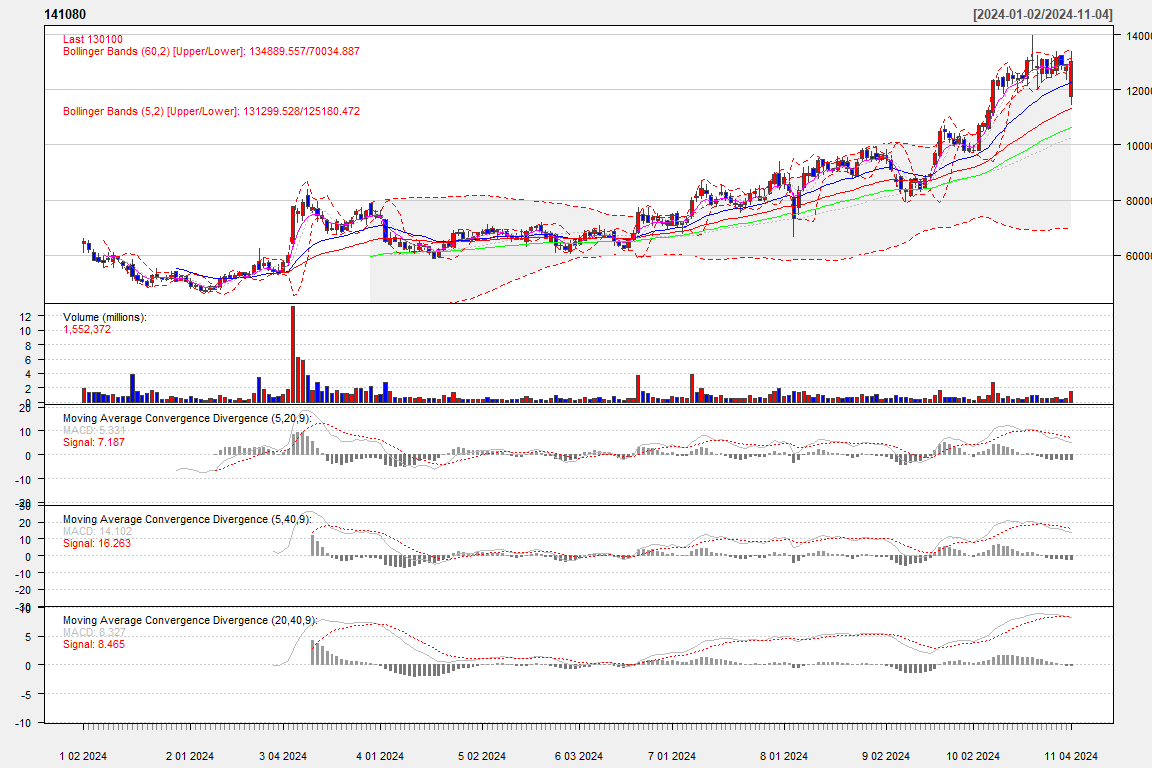 141080 [2024-01-02/2024-11-04]
Last 130100
Bollinger Bands (60,2) [Upper/Lower]: 134889.557/70034.887
Bollinger Bands (5,2) [Upper/Lower]: 131299.528/125180.472
14000
12000
10000
80000
60000
Volume (millions):
1,552,372
12
10
8
6
4
2
0
Moving Average Convergence Divergence (5,20,9):
MACD: 5.331
Signal: 7.187
20
10
0
-10
-20
Moving Average Convergence Divergence (5,40,9):
MACD: 14.102
Signal: 16.263
30
20
10
0
-10
-20
-30
Moving Average Convergence Divergence (20,40,9):
MACD: 8.327
Signal: 8.465
10
5
0
-5
-10
1 02 2024 2 01 2024 3 04 2024 4 01 2024 5 02 2024 6 03 2024 7 01 2024 8 01 2024 9 02 2024 10 02 2024 11 04 2024